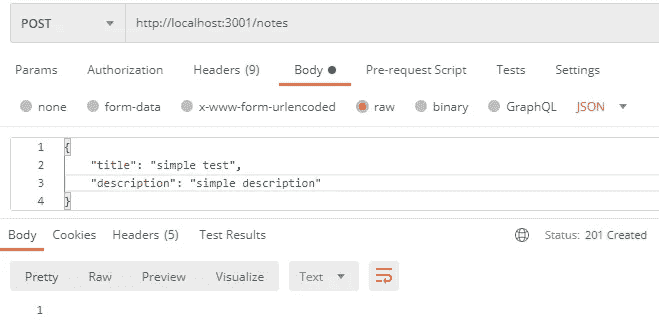 POST http://localhost:3001/notes
Params Authorization Headers (9) Body Pre-request Script Tests Settings
none form-data x-www-form-urlencoded raw binary GraphQL JSON
1 {
2 "title": "simple test",
3 "description": "simple description"
4 }
Body Cookies Headers (5) Test Results Status: 201 Created
Pretty Raw Preview Visualize Text
1